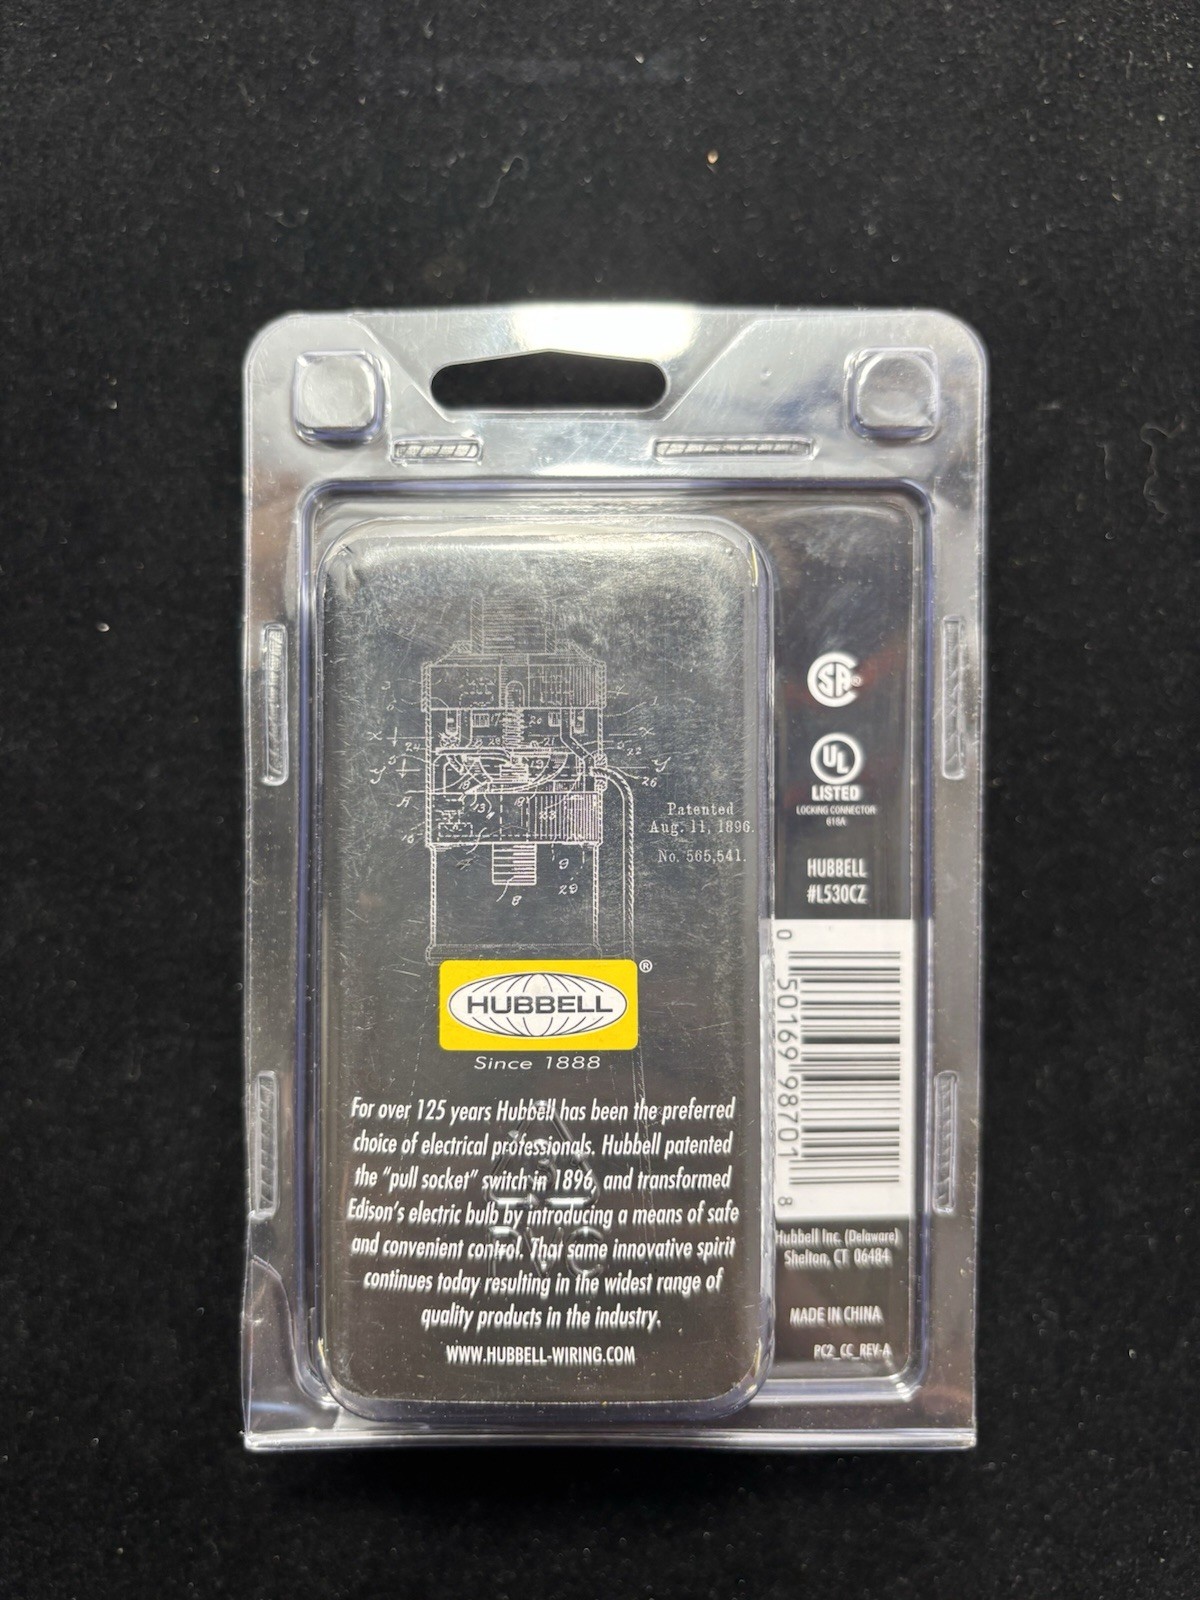 Patented
Aug. 11, 1896.
No. 565,541.
HUBBELL®
Since 1888
For over 125 years Hubbell has been the preferred
choice of electrical professionals. Hubbell patented
the “pull socket” switch in 1896, and transformed
Edison's electric bulb by introducing a means of safe
and convenient control. That same innovative spirit
continues today resulting in the widest range of
quality products in the industry.
WWW.HUBBELL-WIRING.COM
PVC
SA
UL
LISTED
LOCKING CONNECTOR
618A
HUBBELL
#L530CZ
0 50169 98701 8
Hubbell Inc. (Delaware)
Shelton, CT 06484
MADE IN CHINA
PC2_CC_REV-A